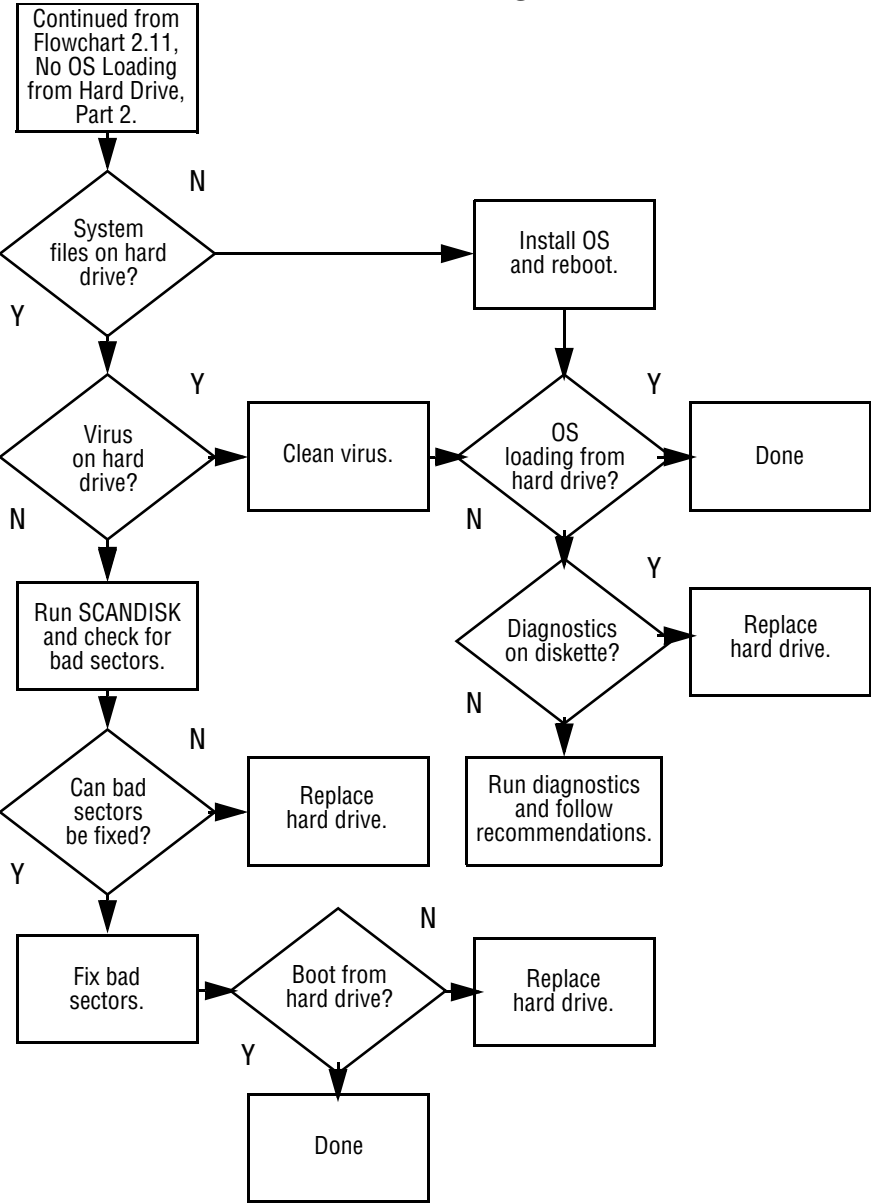 Continued from
Flowchart 2.11,
No OS Loading
from Hard Drive,
Part 2.
N
System
files on hard
drive?
Install OS
and reboot.
Y
Y
Y
Virus
on hard
drive?
Clean virus.
OS
loading from
hard drive?
Done
N
N
Y
Run SCANDISK
and check for
bad sectors.
Diagnostics
on diskette?
Replace
hard drive.
N
N
Can bad
sectors
be fixed?
Replace
hard drive.
Run diagnostics
and follow
recommendations.
Y
N
Fix bad
sectors.
Boot from
hard drive?
Replace
hard drive.
Y
Done